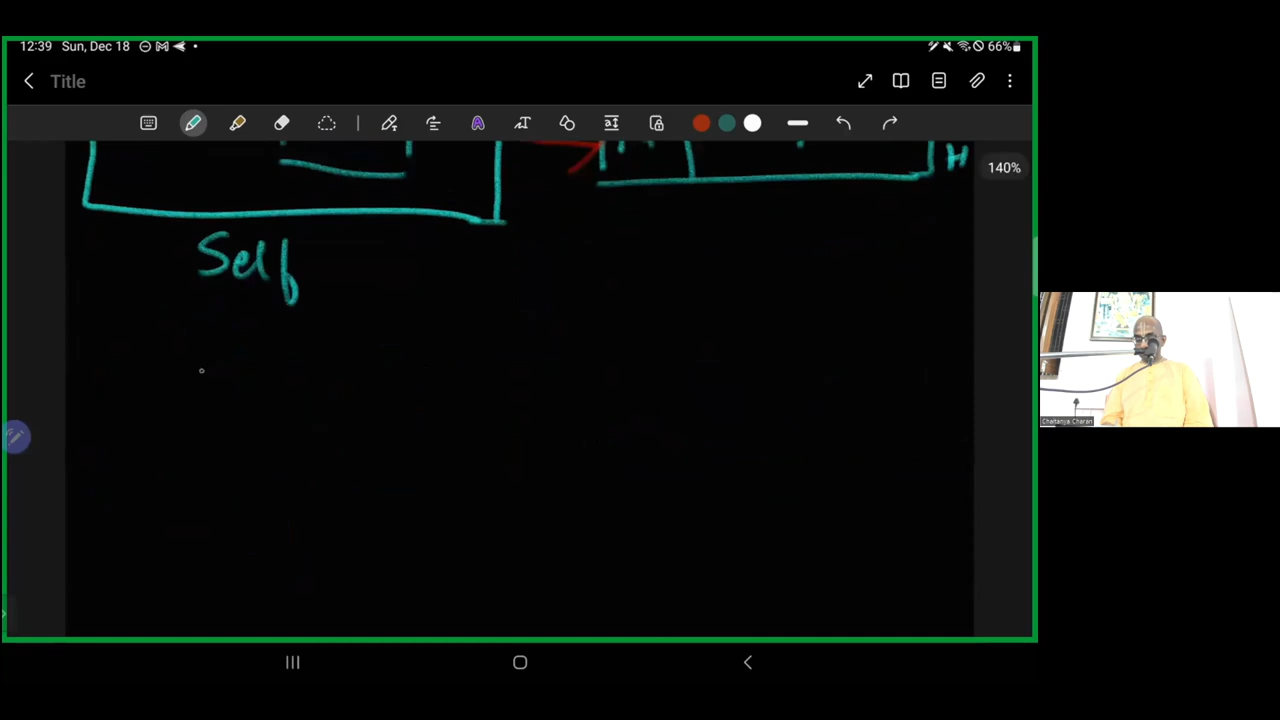 12:39 Sun, Dec 18
66%
Title
140%
H
Self
Chaitanya Charan